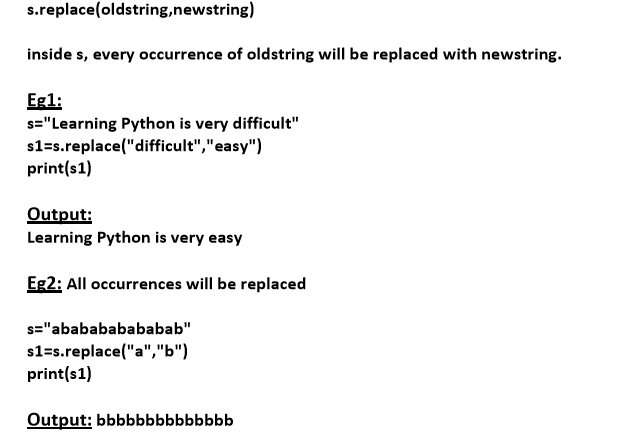 s.replace(oldstring,newstring)
inside s, every occurrence of oldstring will be replaced with newstring.
Eg1:
s="Learning Python is very difficult"
s1=s.replace("difficult","easy")
print(s1)
Output:
Learning Python is very easy
Eg2: All occurrences will be replaced
s="ababababababab"
s1=s.replace("a","b")
print(s1)
Output: bbbbbbbbbbbbbb